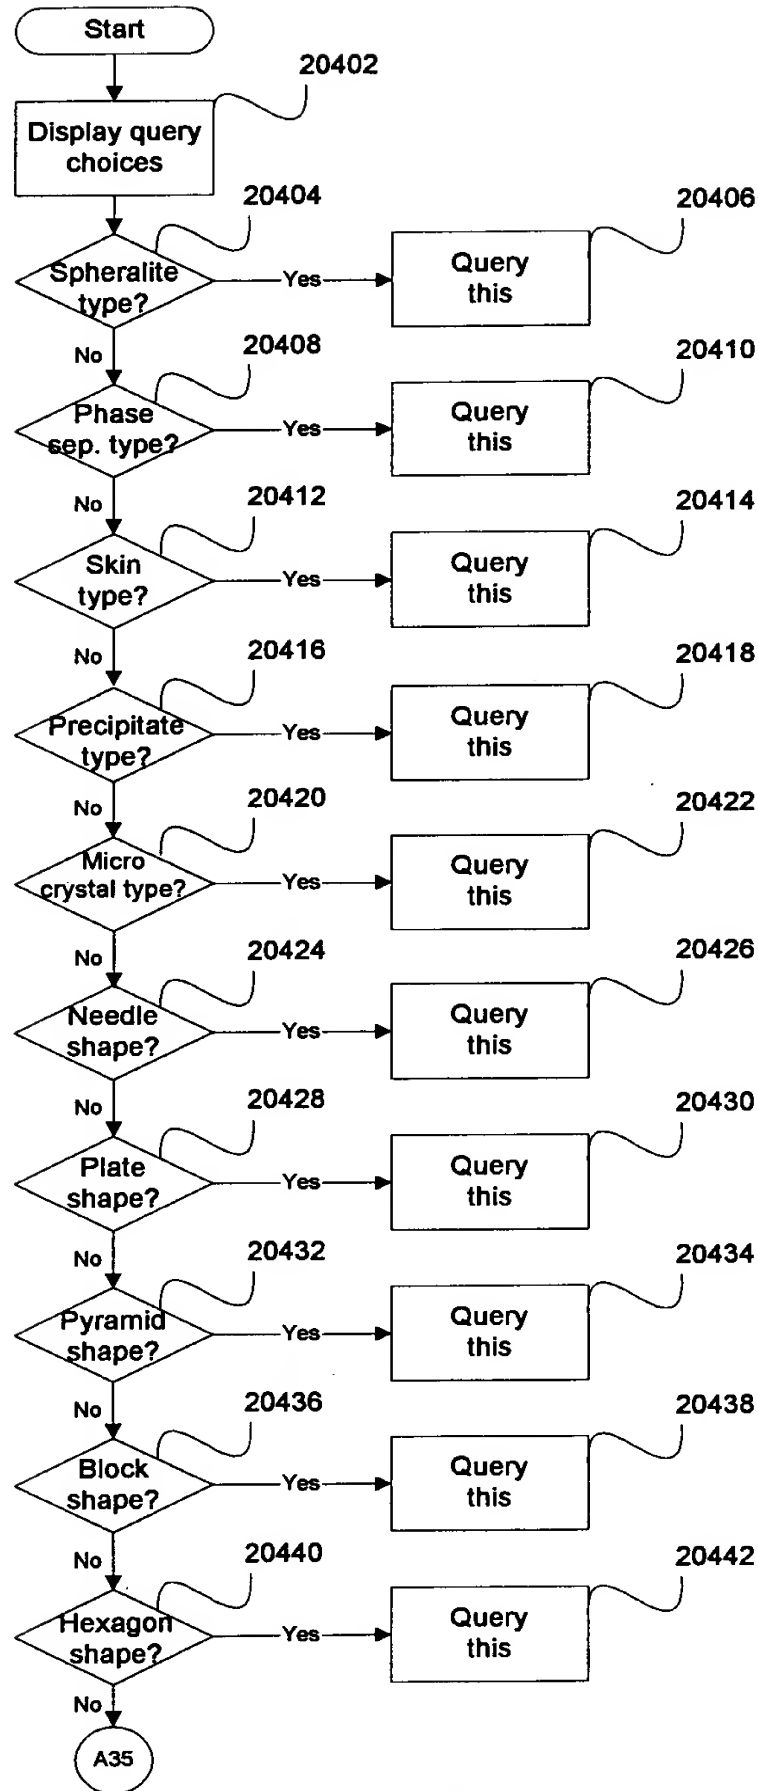 Start
20402
Display query
choices
20404
20406
Spheralite
type?
Yes
Query
this
No
20408
20410
Phase
sep. type?
Yes
Query
this
No
20412
20414
Skin
type?
Yes
Query
this
No
20416
20418
Precipitate
type?
Yes
Query
this
No
20420
20422
Micro
crystal type?
Yes
Query
this
No
20424
20426
Needle
shape?
Yes
Query
this
No
20428
20430
Plate
shape?
Yes
Query
this
No
20432
20434
Pyramid
shape?
Yes
Query
this
No
20436
20438
Block
shape?
Yes
Query
this
No
20440
20442
Hexagon
shape?
Yes
Query
this
No
A35